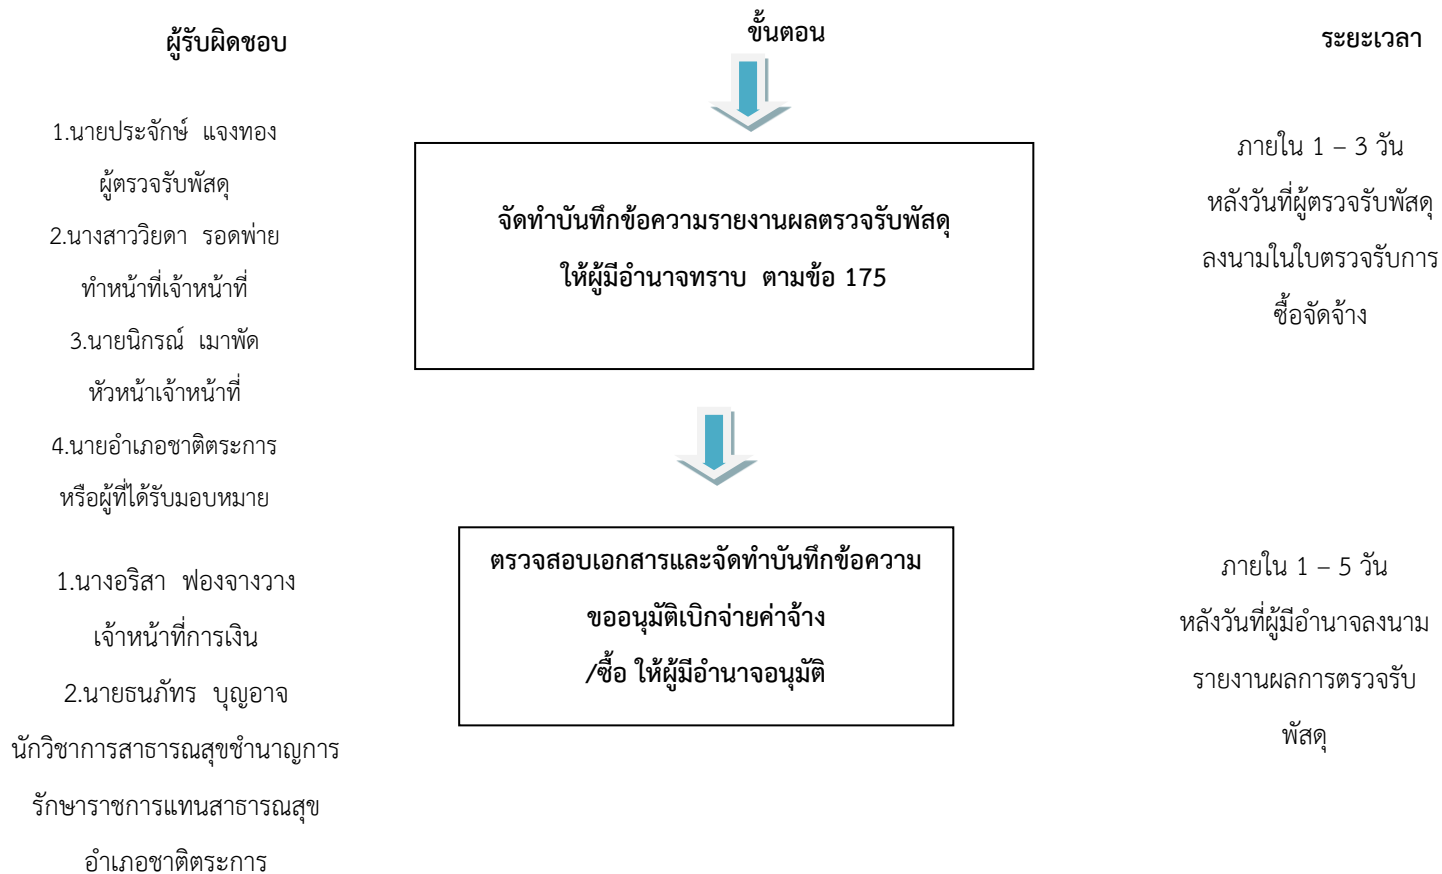 ผู้รับผิดชอบ
ขั้นตอน
ระยะเวลา
1.นายประจักษ์ แจงทอง
ผู้ตรวจรับพัสดุ
2.นางสาววิยดา รอดพ่าย
ทำหน้าที่เจ้าหน้าที่
3.นายนิกรณ์ เมาพัด
หัวหน้าเจ้าหน้าที่
4.นายอำเภอชาติตระการ
หรือผู้ที่ได้รับมอบหมาย
จัดทำบันทึกข้อความรายงานผลตรวจรับพัสดุ
ให้ผู้มีอำนาจทราบ ตามข้อ 175
ภายใน 1 – 3 วัน
หลังวันที่ผู้ตรวจรับพัสดุ
ลงนามในใบตรวจรับการ
ซื้อจัดจ้าง
1.นางอริสา ฟองจางวาง
เจ้าหน้าที่การเงิน
2.นายธนภัทร บุญอาจ
นักวิชาการสาธารณสุขชำนาญการ
รักษาราชการแทนสาธารณสุข
อำเภอชาติตระการ
ตรวจสอบเอกสารและจัดทำบันทึกข้อความ
ขออนุมัติเบิกจ่ายค่าจ้าง
/ซื้อ ให้ผู้มีอำนาจอนุมัติ
ภายใน 1 – 5 วัน
หลังวันที่ผู้มีอำนาจลงนาม
รายงานผลการตรวจรับ
พัสดุ